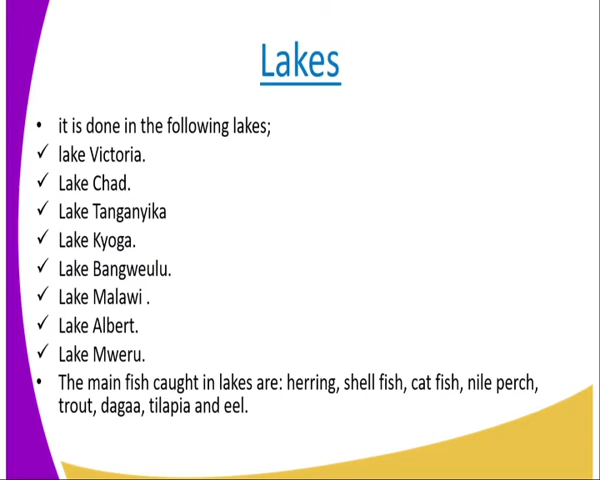 Lakes
• it is done in the following lakes;
✓ lake Victoria.
✓ Lake Chad.
✓ Lake Tanganyika
✓ Lake Kyoga.
✓ Lake Bangweulu.
✓ Lake Malawi .
✓ Lake Albert.
✓ Lake Mweru.
• The main fish caught in lakes are: herring, shell fish, cat fish, nile perch,
trout, dagaa, tilapia and eel.